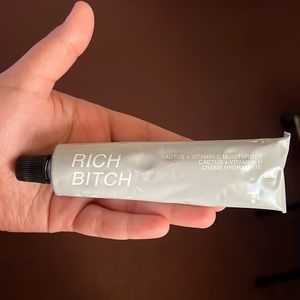 RICH
BITCH
CACTUS + VITAMIN C MOISTURIZER
CACTUS + VITAMINE C
CRÈME HYDRATANTE